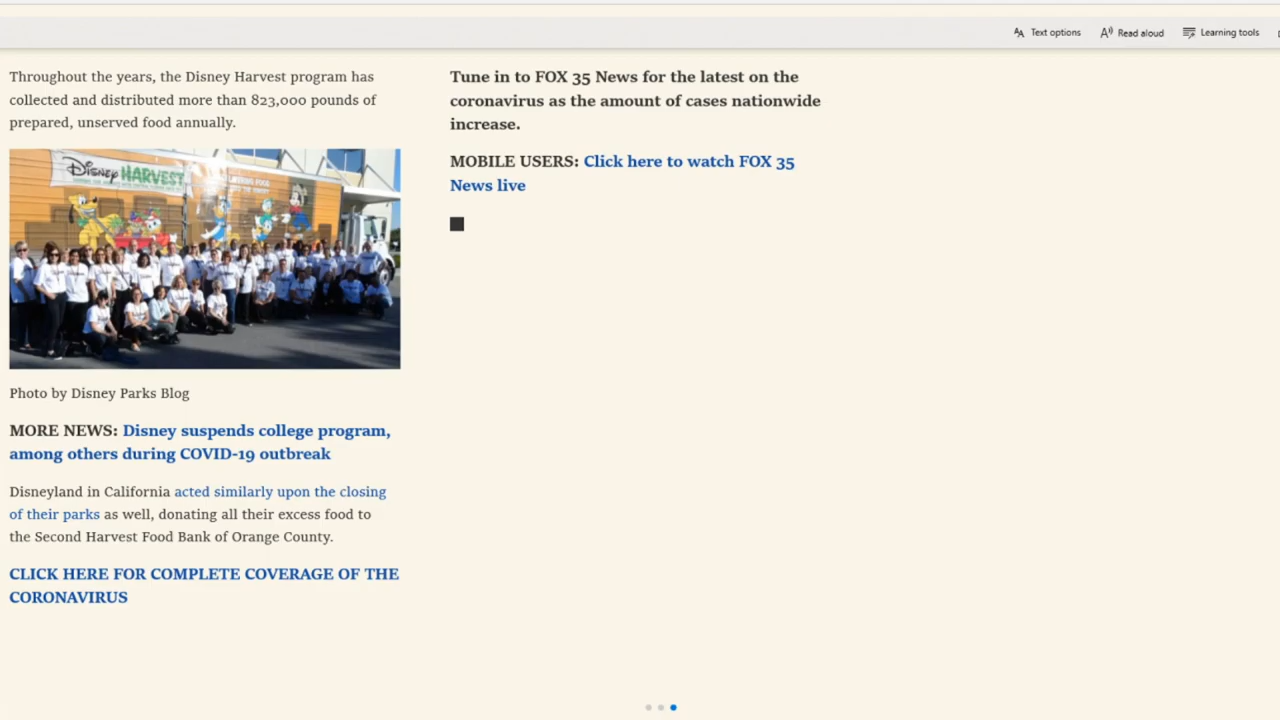 Text options
Read aloud
Learning tools
Throughout the years, the Disney Harvest program has
collected and distributed more than 823,000 pounds of
prepared, unserved food annually.
Disney HARVEST
Photo by Disney Parks Blog
MORE NEWS: Disney suspends college program,
among others during COVID-19 outbreak
Disneyland in California acted similarly upon the closing
of their parks as well, donating all their excess food to
the Second Harvest Food Bank of Orange County.
CLICK HERE FOR COMPLETE COVERAGE OF THE
CORONAVIRUS
Tune in to FOX 35 News for the latest on the
coronavirus as the amount of cases nationwide
increase.
MOBILE USERS: Click here to watch FOX 35
News live